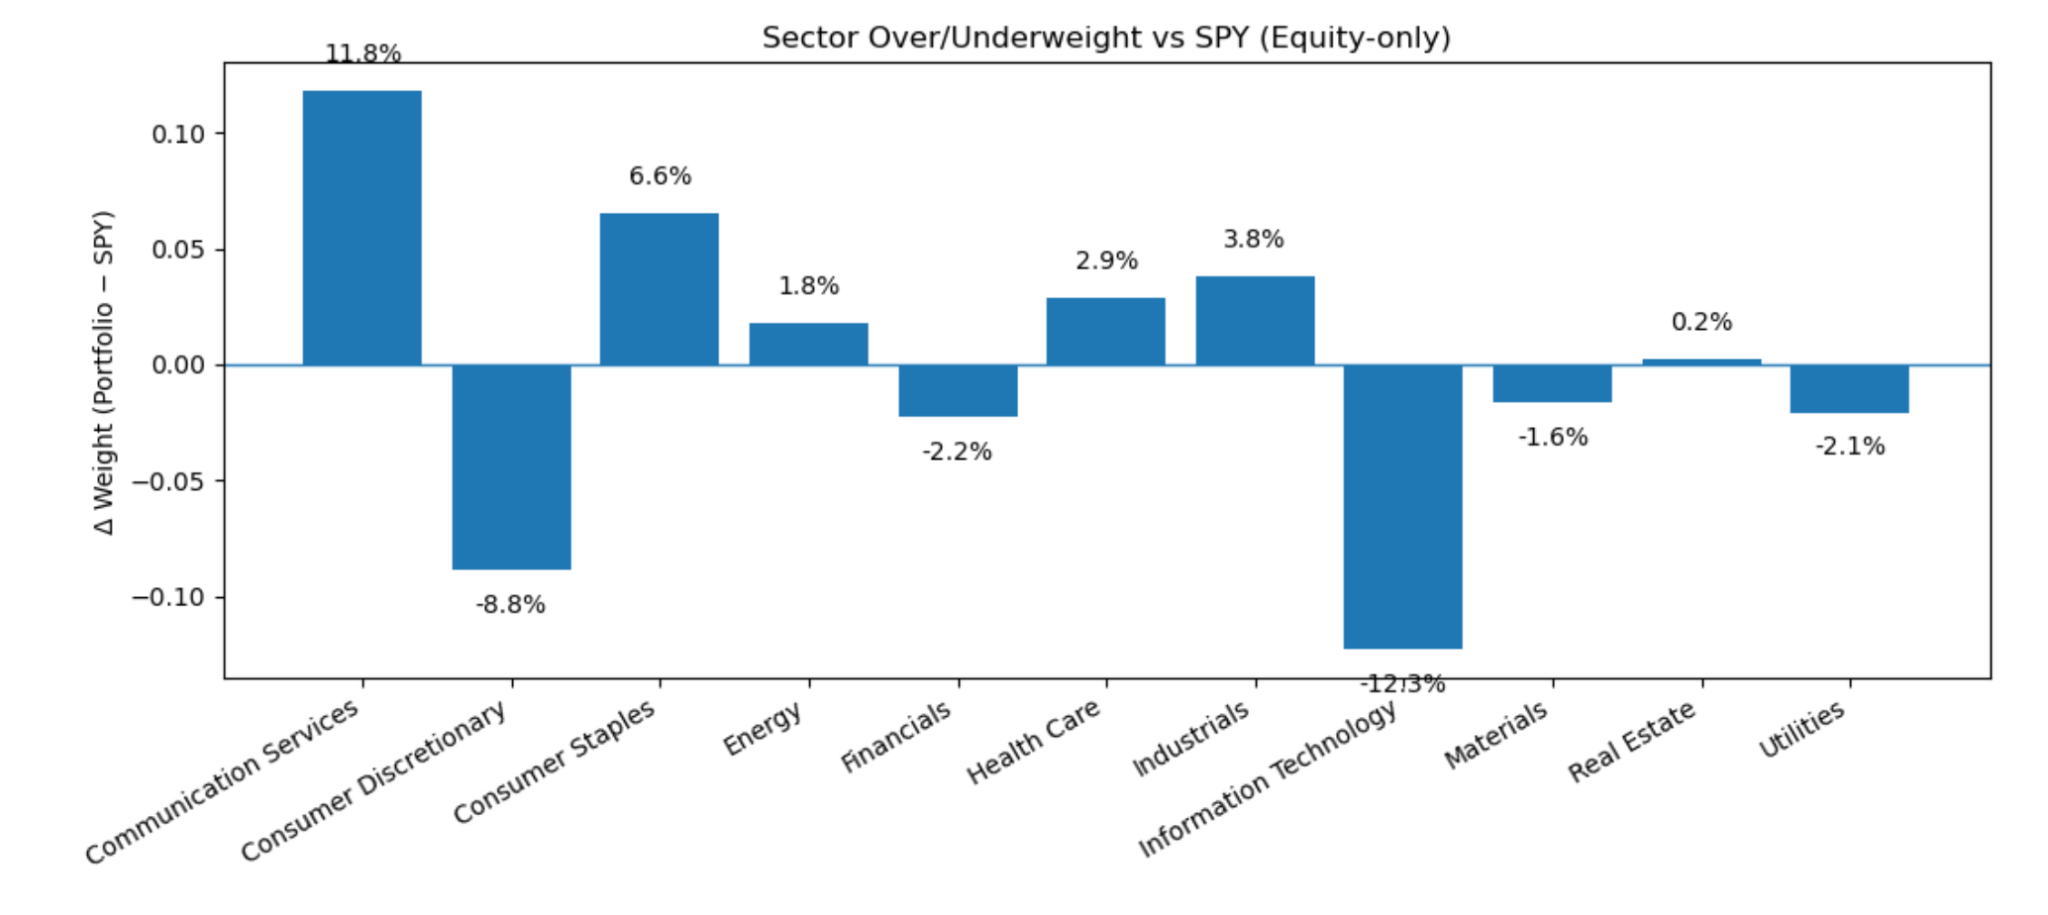 Sector Over/Underweight vs SPY (Equity-only)
Δ Weight (Portfolio − SPY)
0.10
0.05
0.00
−0.05
−0.10
11.8%
-8.8%
6.6%
1.8%
-2.2%
2.9%
3.8%
-12.3%
-1.6%
0.2%
-2.1%
Communication Services
Consumer Discretionary
Consumer Staples
Energy
Financials
Health Care
Industrials
Information Technology
Materials
Real Estate
Utilities